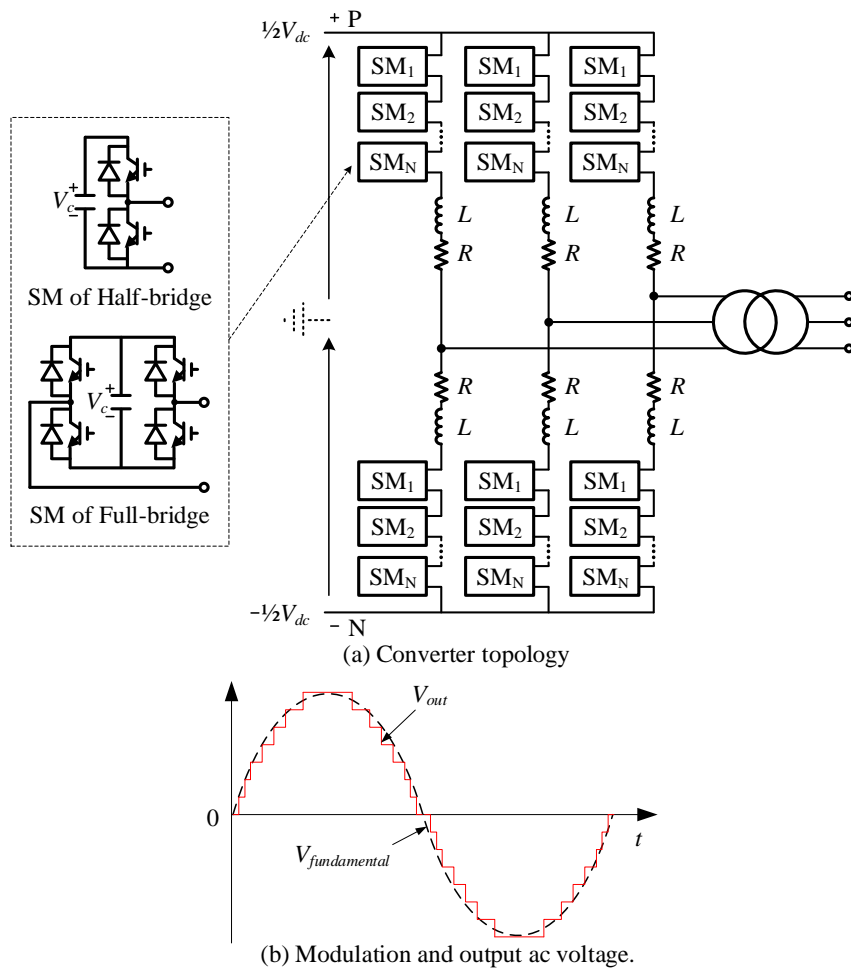 + P
½V_dc
SM₁ SM₁ SM₁
SM₂ SM₂ SM₂
SM_N SM_N SM_N
L L L
R R R
V_c + −
SM of Half-bridge
V_c + −
SM of Full-bridge
R R R
L L L
SM₁ SM₁ SM₁
SM₂ SM₂ SM₂
SM_N SM_N SM_N
−½V_dc
− N
(a) Converter topology
V_out
0
t
V_fundamental
(b) Modulation and output ac voltage.